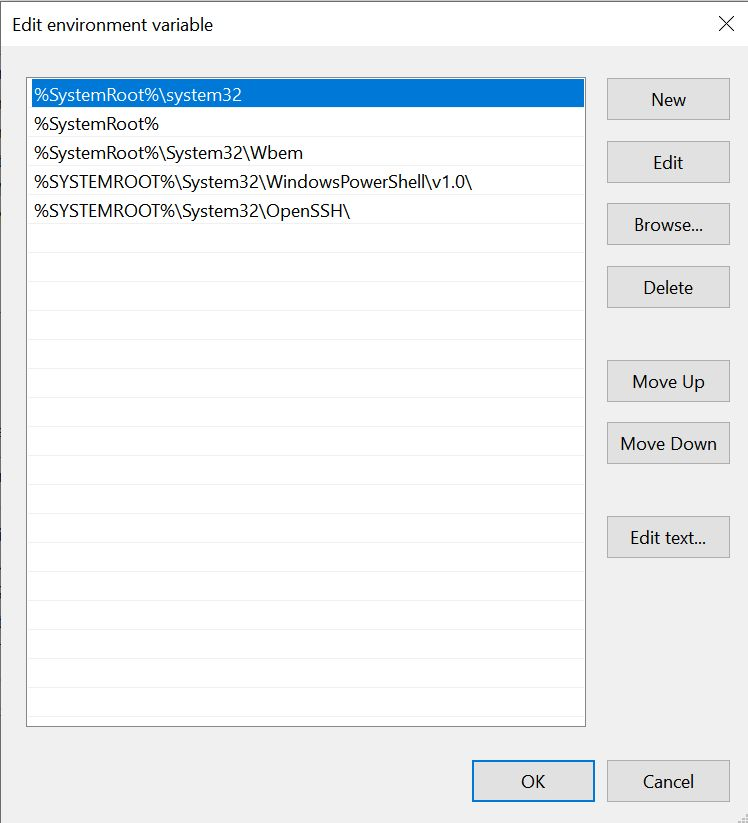 Edit environment variable
%SystemRoot%\system32
%SystemRoot%
%SystemRoot%\System32\Wbem
%SYSTEMROOT%\System32\WindowsPowerShell\v1.0\
%SYSTEMROOT%\System32\OpenSSH\
New
Edit
Browse...
Delete
Move Up
Move Down
Edit text...
OK
Cancel